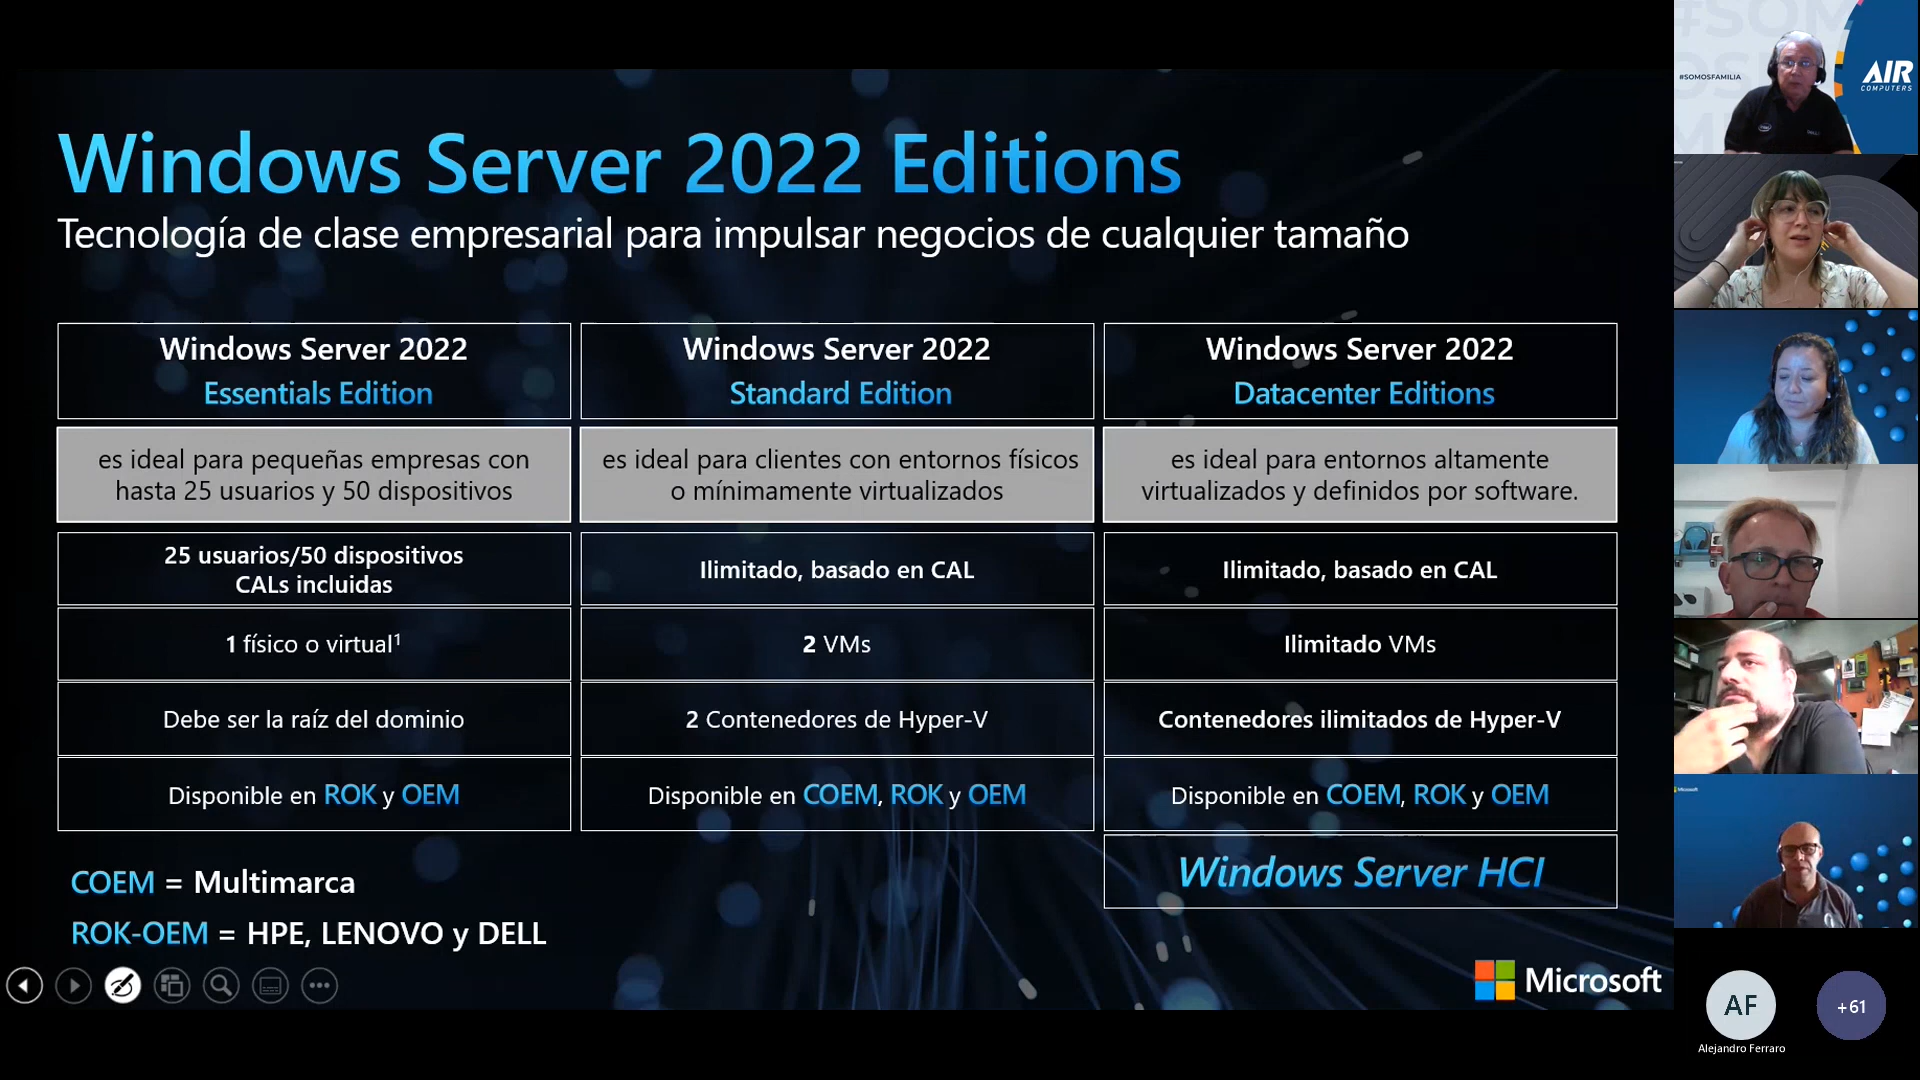 Windows Server 2022 Editions
Tecnología de clase empresarial para impulsar negocios de cualquier tamaño
Windows Server 2022
Essentials Edition
es ideal para pequeñas empresas con
hasta 25 usuarios y 50 dispositivos
25 usuarios/50 dispositivos
CALs incluidas
1 físico o virtual¹
Debe ser la raíz del dominio
Disponible en ROK y OEM
Windows Server 2022
Standard Edition
es ideal para clientes con entornos físicos
o mínimamente virtualizados
Ilimitado, basado en CAL
2 VMs
2 Contenedores de Hyper-V
Disponible en COEM, ROK y OEM
Windows Server 2022
Datacenter Editions
es ideal para entornos altamente
virtualizados y definidos por software.
Ilimitado, basado en CAL
Ilimitado VMs
Contenedores ilimitados de Hyper-V
Disponible en COEM, ROK y OEM
Windows Server HCI
COEM = Multimarca
ROK-OEM = HPE, LENOVO y DELL
Microsoft
#SOMOSFAMILIA
AIR
COMPUTERS
Microsoft
AF
Alejandro Ferraro
+61